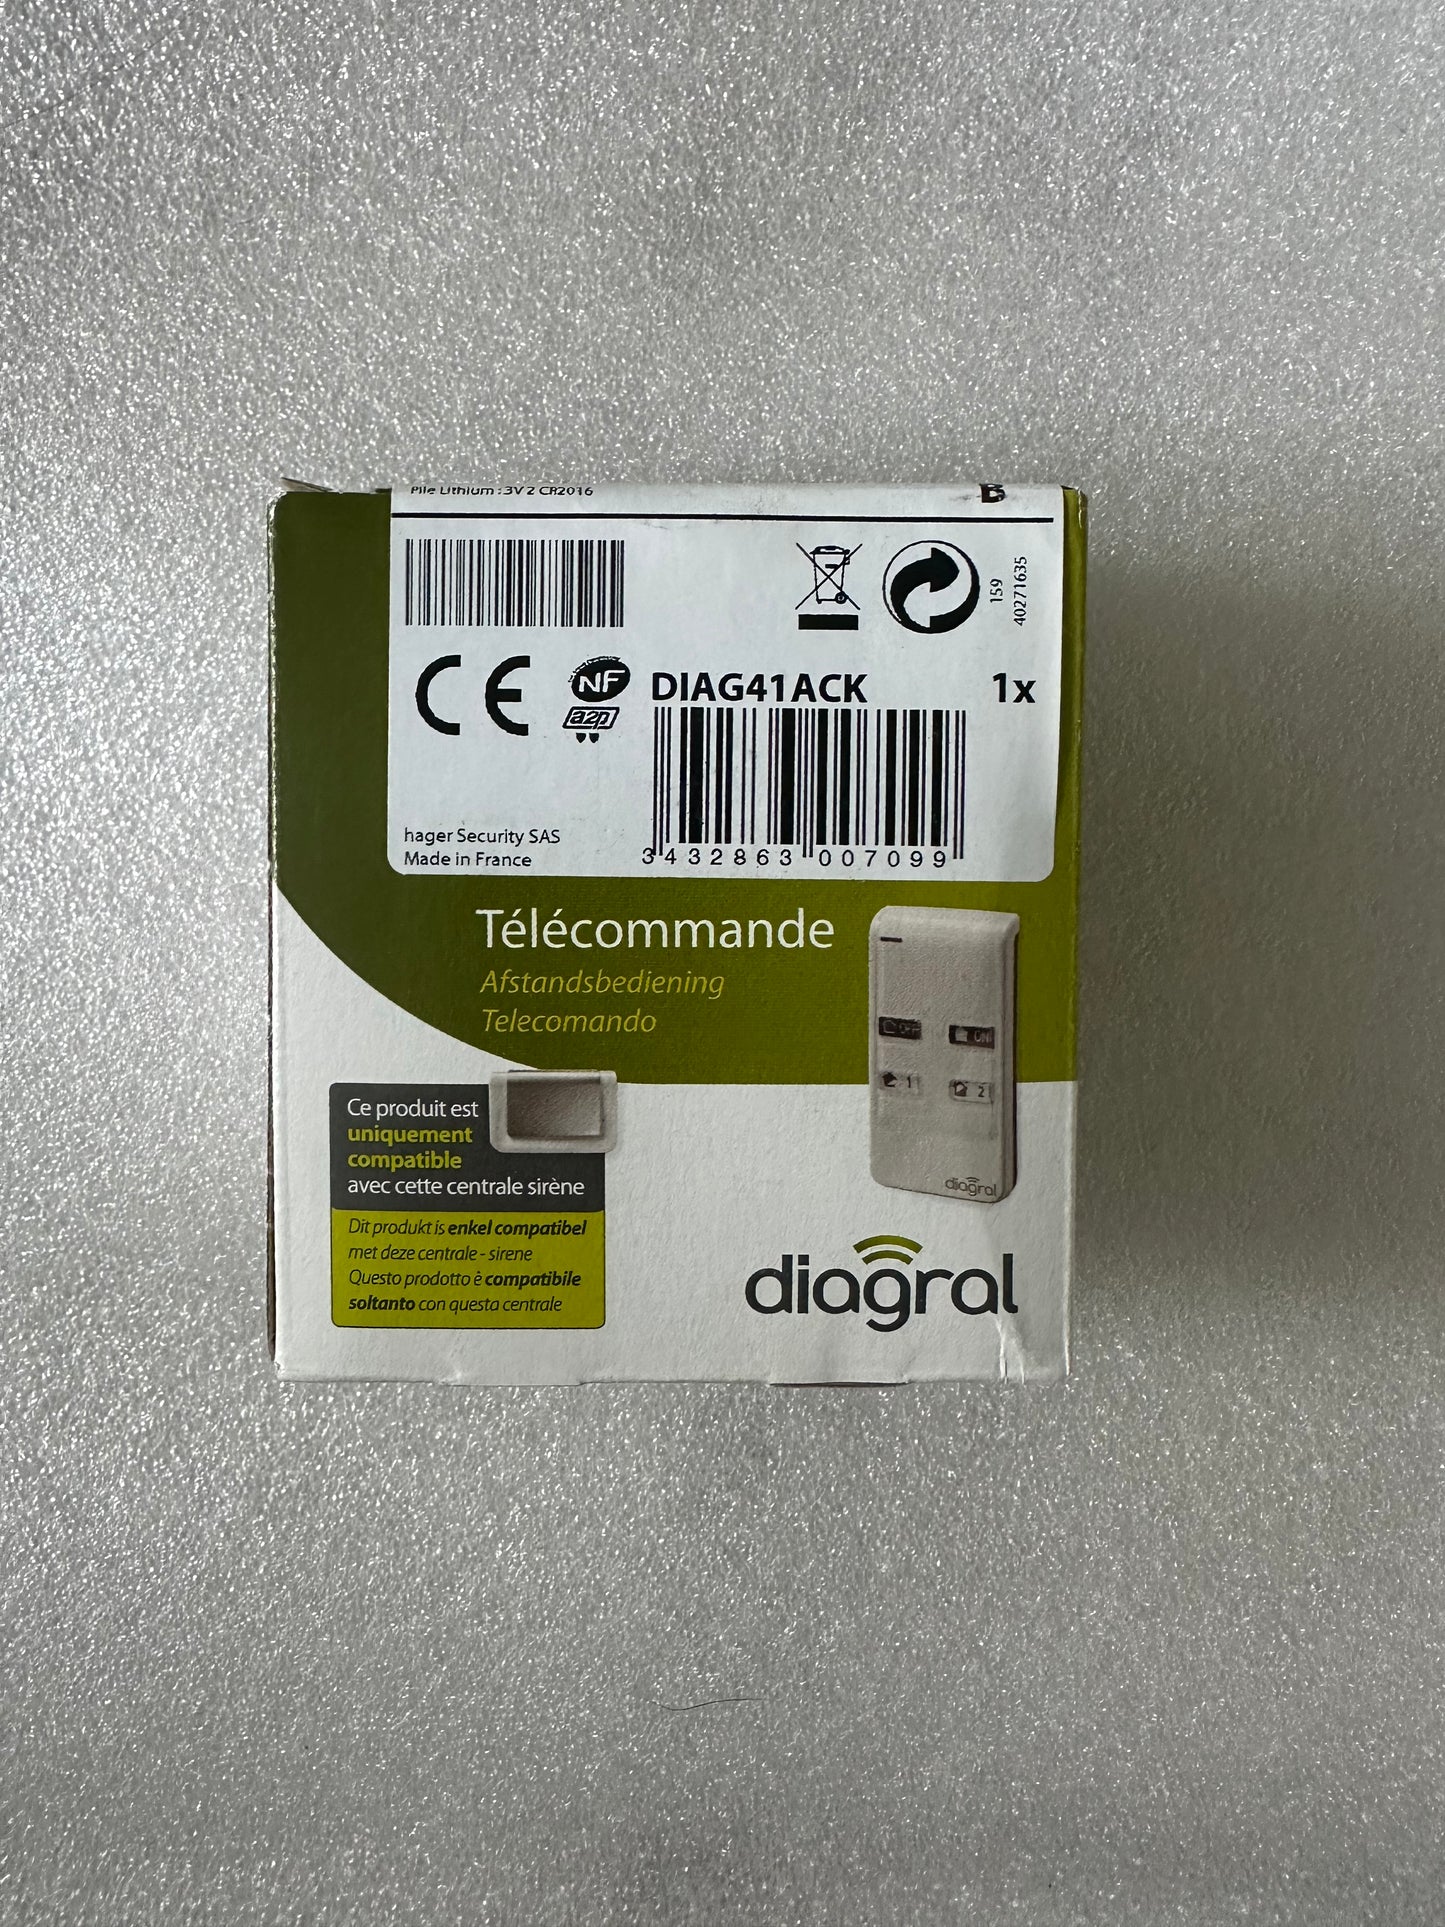 Pile Lithium : 3V 2 CR2016
159
40271635
CE
NF
a2p
DIAG41ACK
1x
3 432863 007099
hager Security SAS
Made in France
Télécommande
Afstandsbediening
Telecomando
OFF
ON
1
2
diagral
Ce produit est
uniquement
compatible
avec cette centrale sirène
Dit produkt is enkel compatibel
met deze centrale - sirene
Questo prodotto è compatibile
soltanto con questa centrale
diagral